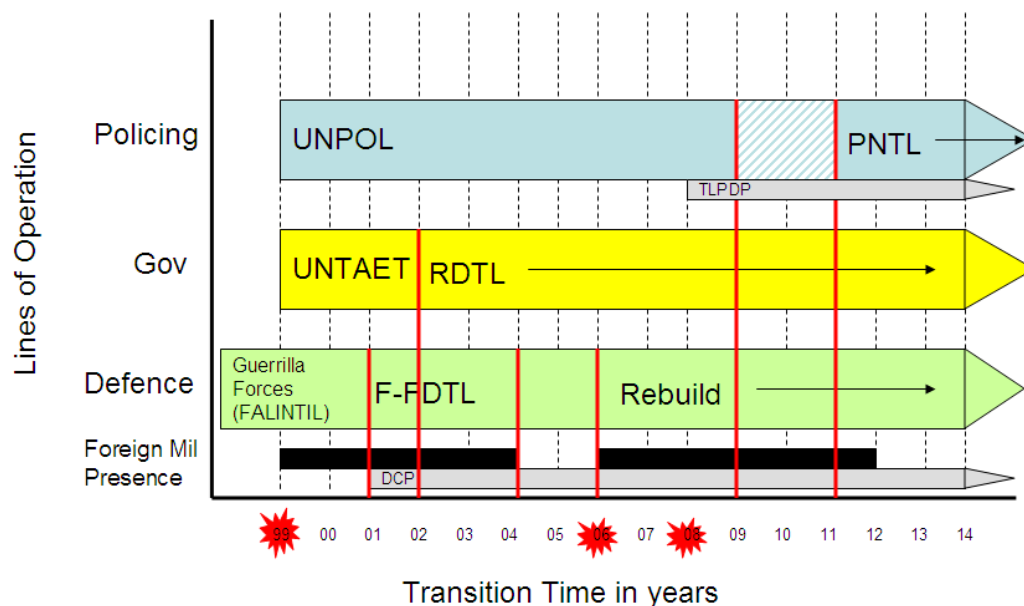 Lines of Operation
Policing
UNPOL
PNTL
TLPDP
Gov
UNTAET
RDTL
Defence
Guerrilla
Forces
(FALINTIL)
F-FDTL
Rebuild
Foreign Mil
Presence
DCP
99 00 01 02 03 04 05 06 07 08 09 10 11 12 13 14
Transition Time in years